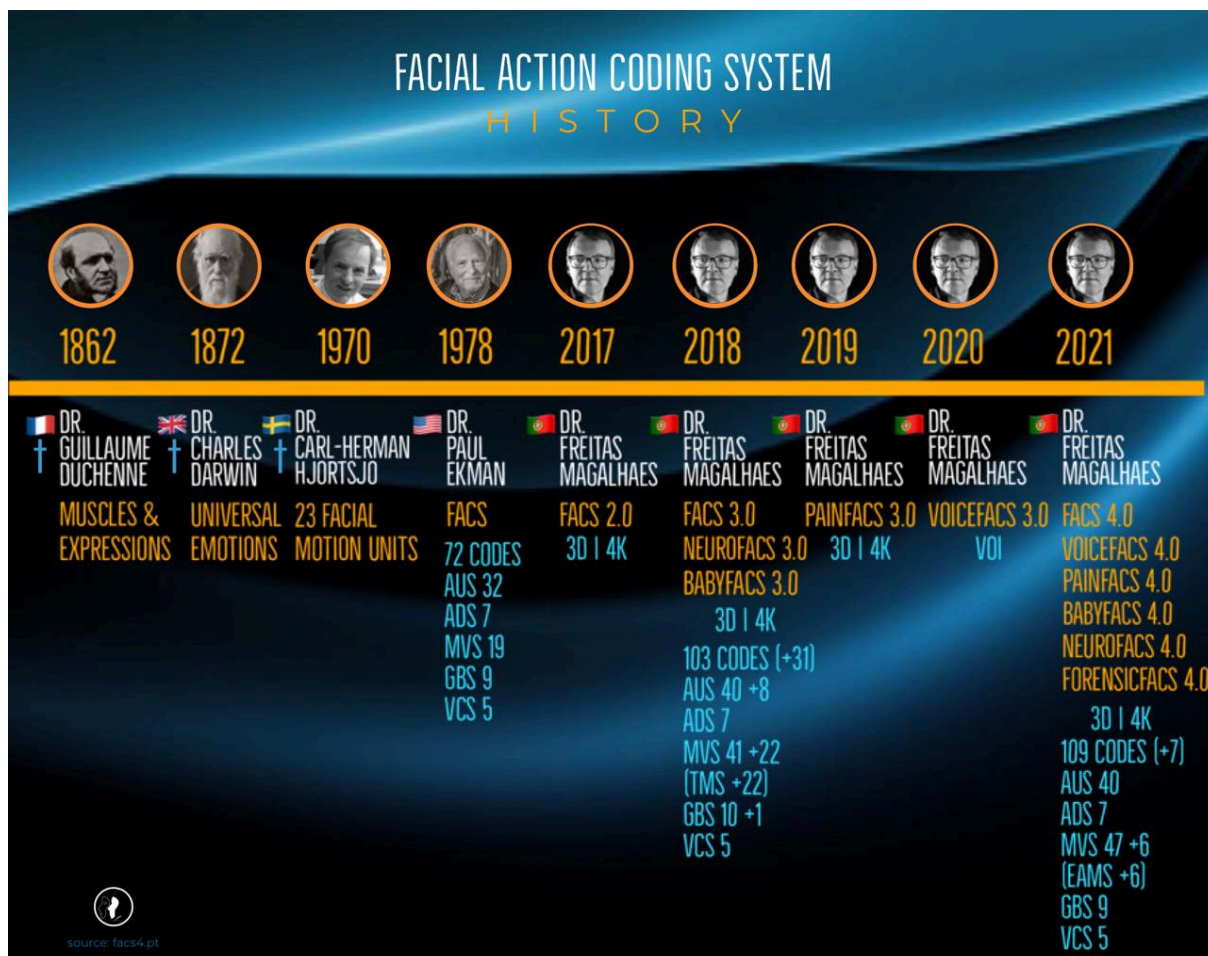 FACIAL ACTION CODING SYSTEM
HISTORY
1862
1872
1970
1978
2017
2018
2019
2020
2021
DR.
GUILLAUME
DUCHENNE
MUSCLES &
EXPRESSIONS
DR.
CHARLES
DARWIN
UNIVERSAL
EMOTIONS
DR.
CARL-HERMAN
HJORTSJO
23 FACIAL
MOTION UNITS
DR.
PAUL
EKMAN
FACS
72 CODES
AUS 32
ADS 7
MVS 19
GBS 9
VCS 5
DR.
FREITAS
MAGALHAES
FACS 2.0
3D | 4K
DR.
FREITAS
MAGALHAES
FACS 3.0
NEUROFACS 3.0
BABYFACS 3.0
3D | 4K
103 CODES (+31)
AUS 40 +8
ADS 7
MVS 41 +22
(TMS +22)
GBS 10 +1
VCS 5
DR.
FREITAS
MAGALHAES
PAINFACS 3.0
3D | 4K
DR.
FREITAS
MAGALHAES
VOICEFACS 3.0
VOI
DR.
FREITAS
MAGALHAES
FACS 4.0
VOICEFACS 4.0
PAINFACS 4.0
BABYFACS 4.0
NEUROFACS 4.0
FORENSICFACS 4.0
3D | 4K
109 CODES (+7)
AUS 40
ADS 7
MVS 47 +6
(EAMS +6)
GBS 9
VCS 5
source: facs4.pt